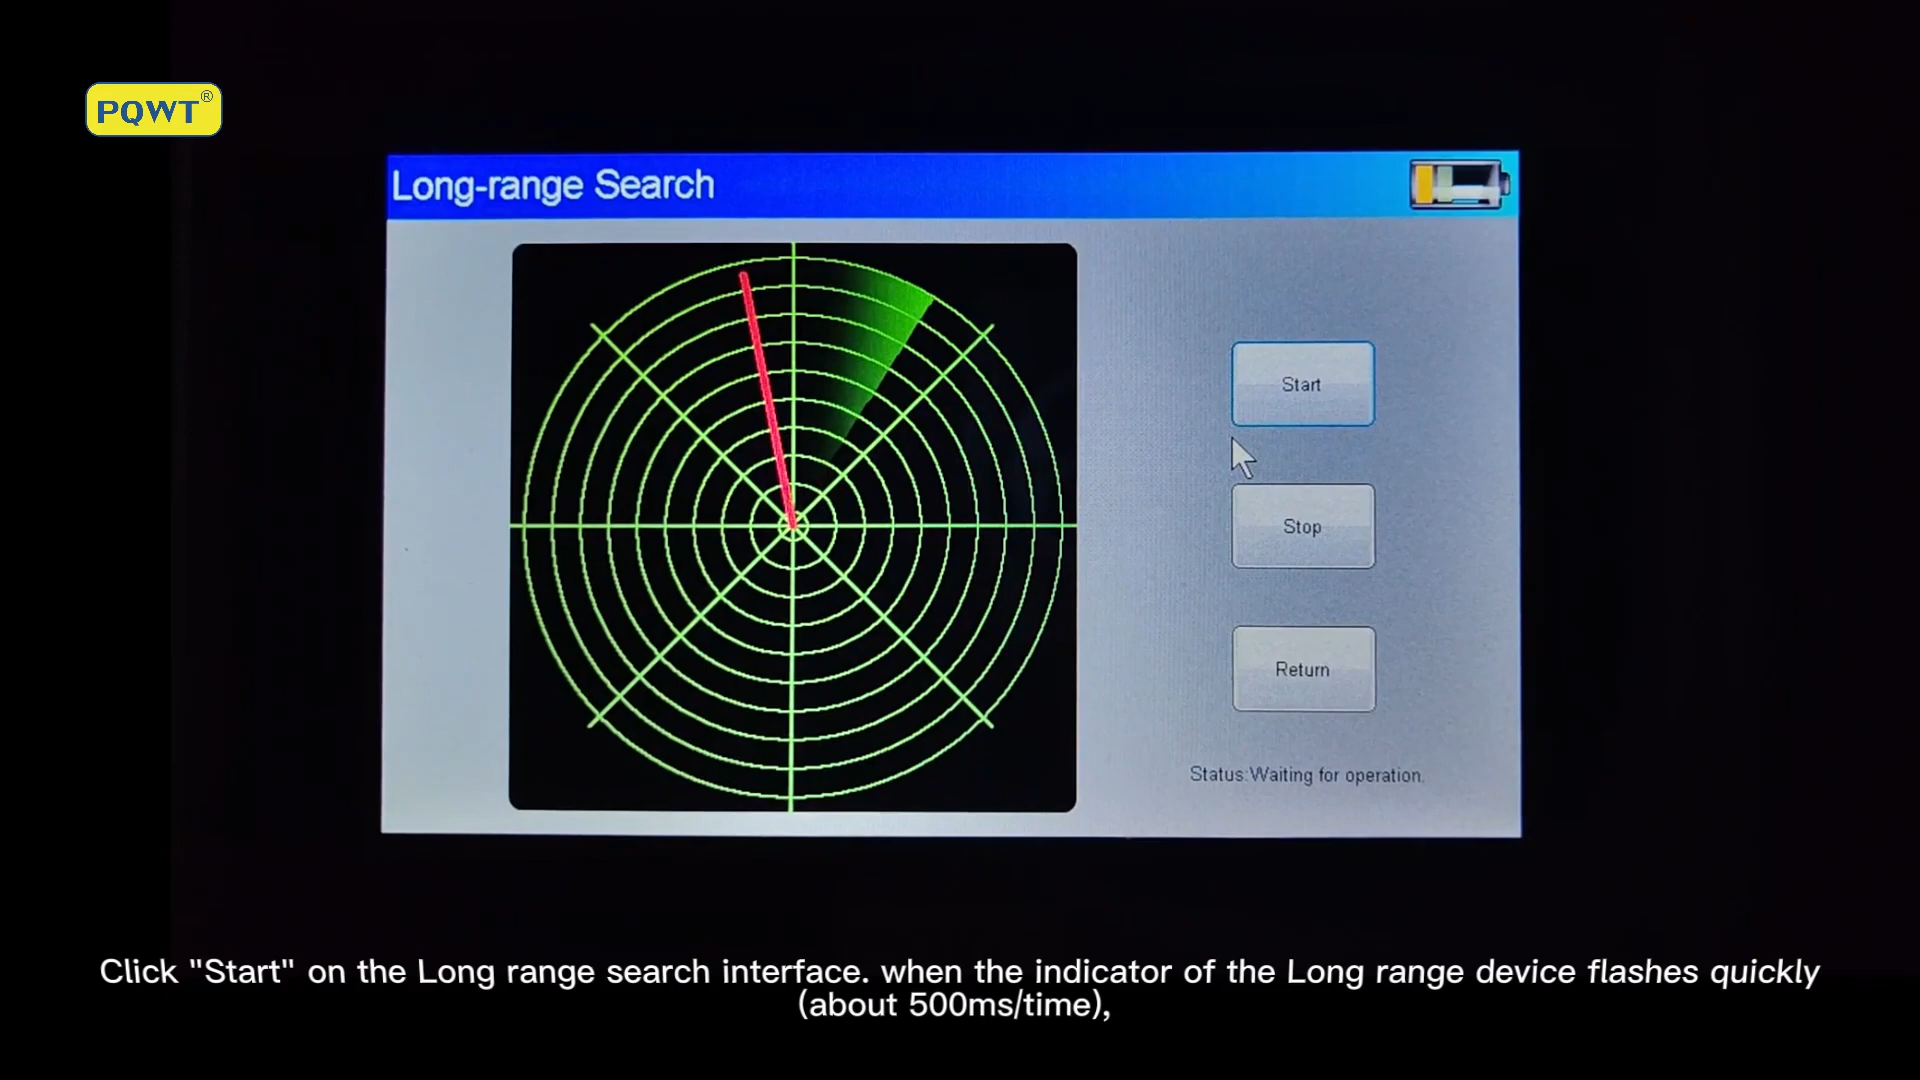 PQWT®
Long-range Search
Start
Stop
Return
Status:Waiting for operation.
Click "Start" on the Long range search interface. when the indicator of the Long range device flashes quickly
(about 500ms/time),